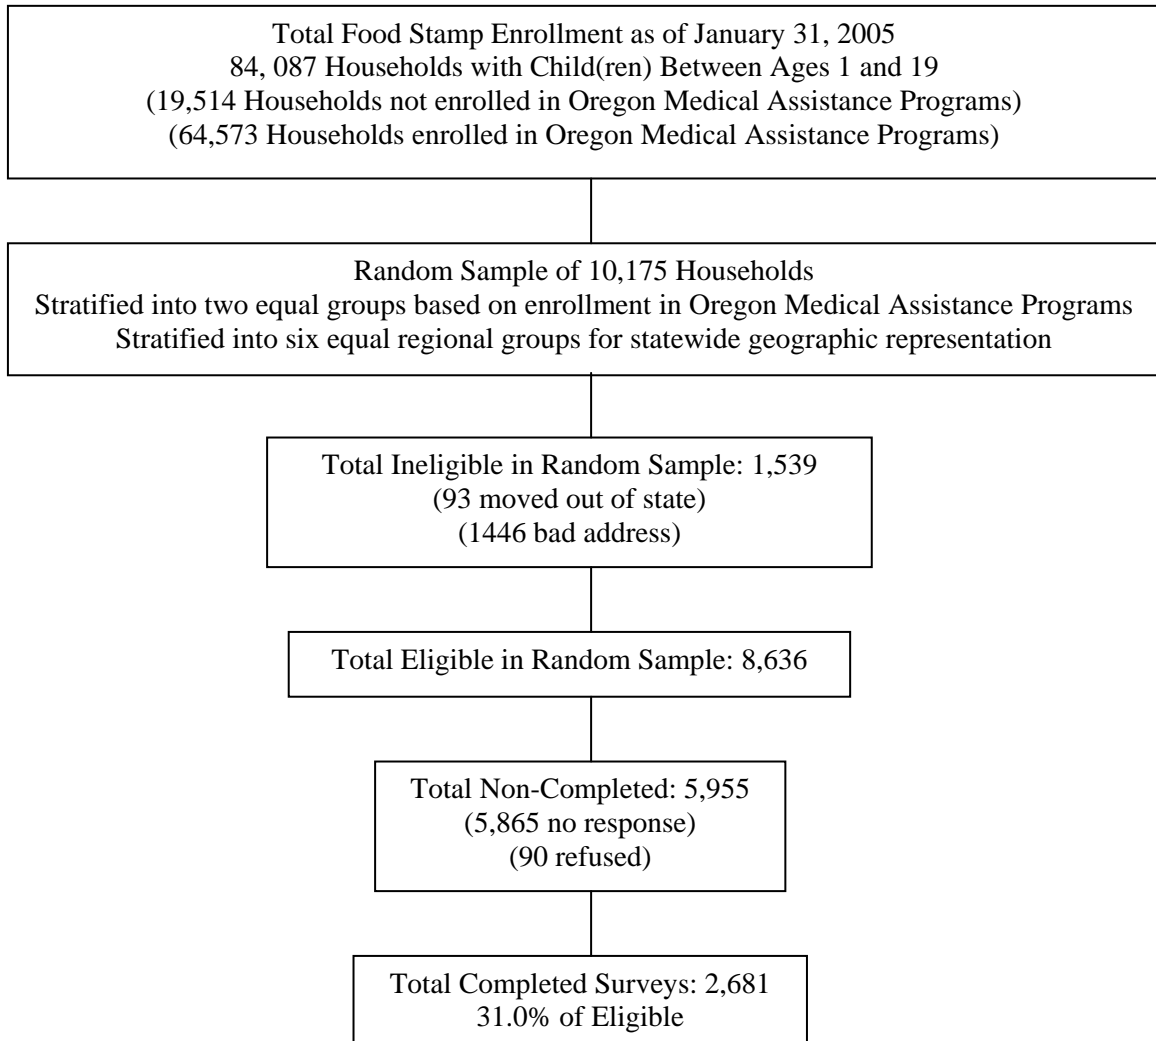 Total Food Stamp Enrollment as of January 31, 2005
84, 087 Households with Child(ren) Between Ages 1 and 19
(19,514 Households not enrolled in Oregon Medical Assistance Programs)
(64,573 Households enrolled in Oregon Medical Assistance Programs)
Random Sample of 10,175 Households
Stratified into two equal groups based on enrollment in Oregon Medical Assistance Programs
Stratified into six equal regional groups for statewide geographic representation
Total Ineligible in Random Sample: 1,539
(93 moved out of state)
(1446 bad address)
Total Eligible in Random Sample: 8,636
Total Non-Completed: 5,955
(5,865 no response)
(90 refused)
Total Completed Surveys: 2,681
31.0% of Eligible